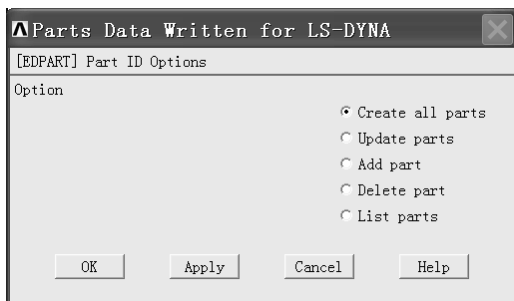 Parts Data Written for LS-DYNA
[EDPART] Part ID Options
Option
Create all parts
Update parts
Add part
Delete part
List parts
OK Apply Cancel Help